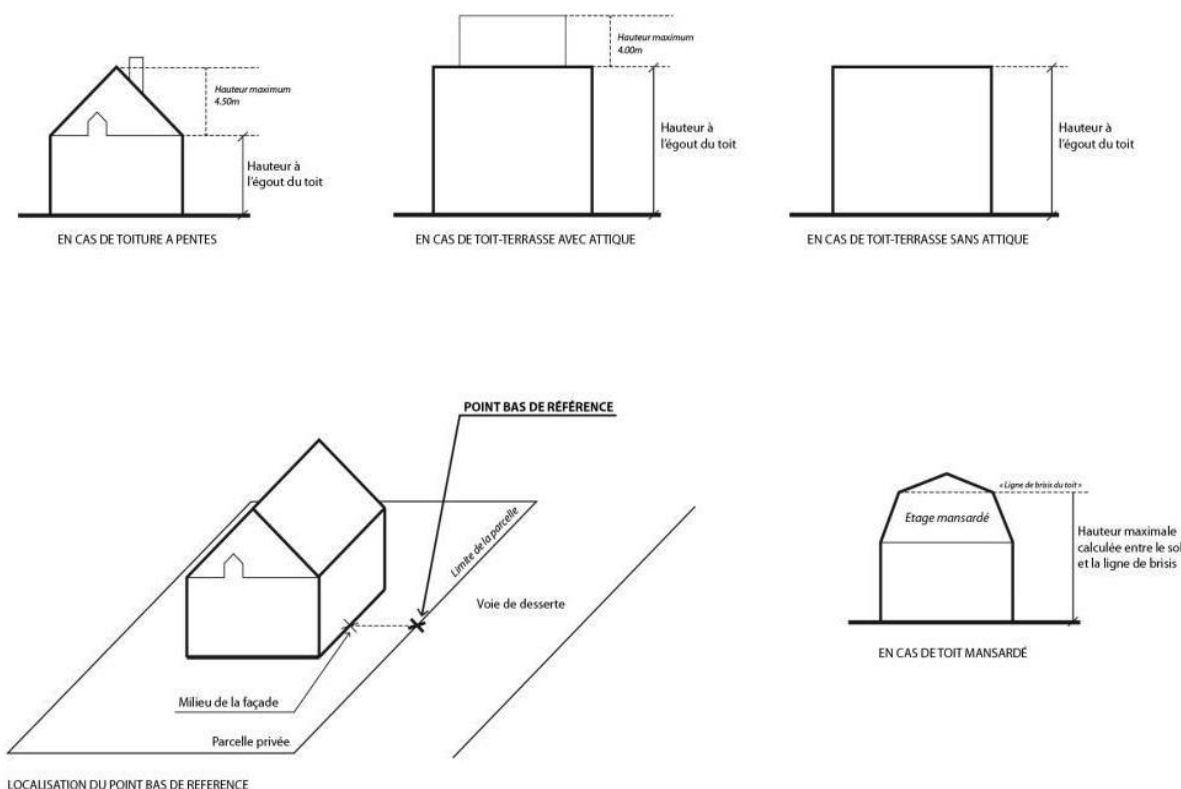 Hauteur maximum
4.50m
Hauteur à
l'égout du toit
EN CAS DE TOITURE A PENTES
Hauteur maximum
4.00m
Hauteur à
l'égout du toit
EN CAS DE TOIT-TERRASSE AVEC ATTIQUE
Hauteur à
l'égout du toit
EN CAS DE TOIT-TERRASSE SANS ATTIQUE
POINT BAS DE RÉFÉRENCE
Limite de la parcelle
Voie de desserte
Milieu de la façade
Parcelle privée
LOCALISATION DU POINT BAS DE REFERENCE
« Ligne de brisis du toit »
Etage mansardé
Hauteur maximale
calculée entre le sol
et la ligne de brisis
EN CAS DE TOIT MANSARDÉ